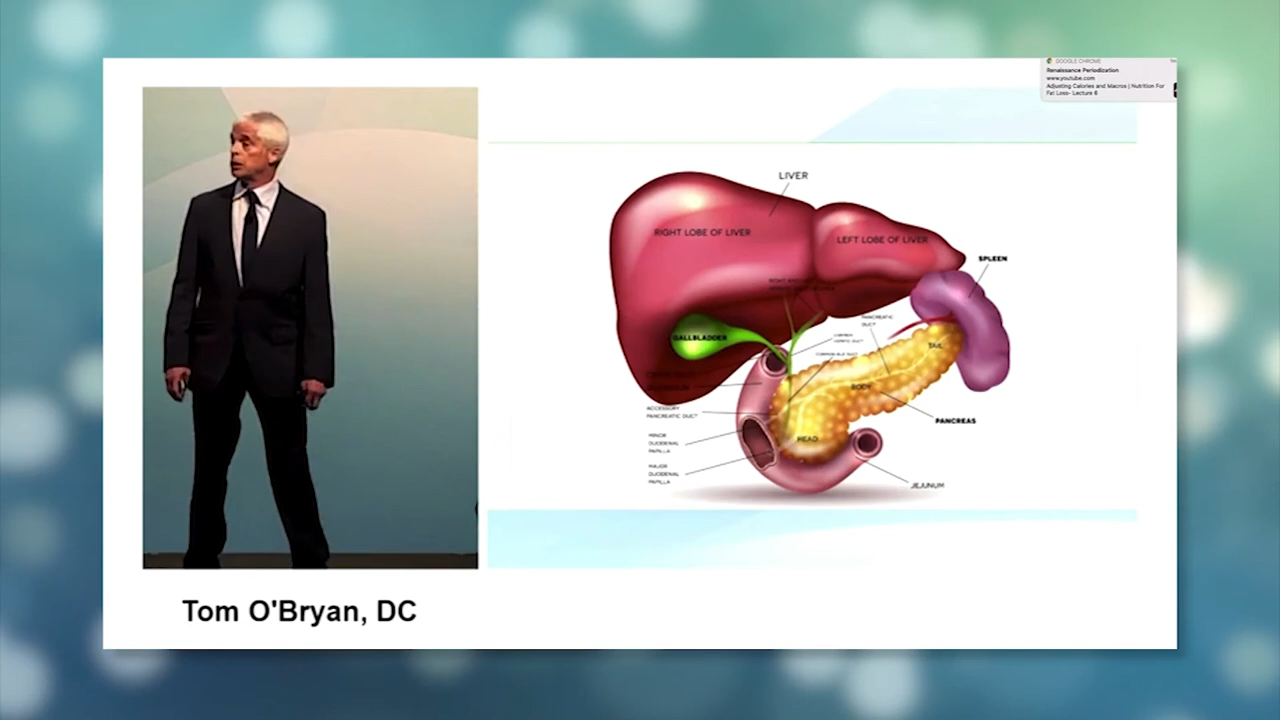 GOOGLE CHROME
Renaissance Periodization
www.youtube.com
Adjusting Calories and Macros | Nutrition For
Fat Loss- Lecture 6
LIVER
RIGHT LOBE OF LIVER
LEFT LOBE OF LIVER
SPLEEN
PANCREATIC
DUCT
GALLBLADDER
COMMON
HEPATIC DUCT
TAIL
COMMON BILE DUCT
BODY
ACCESSORY
PANCREATIC DUCT
PANCREAS
MINOR
DUODENAL
PAPILLA
HEAD
MAJOR
DUODENAL
PAPILLA
JEJUNUM
Tom O'Bryan, DC